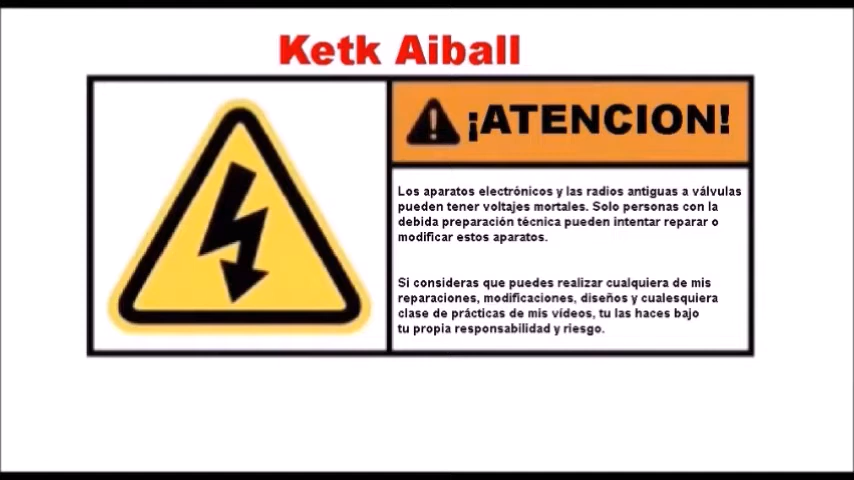 Ketk Aiball
¡ATENCION!
Los aparatos electrónicos y las radios antiguas a válvulas
pueden tener voltajes mortales. Solo personas con la
debida preparación técnica pueden intentar reparar o
modificar estos aparatos.
Si consideras que puedes realizar cualquiera de mis
reparaciones, modificaciones, diseños y cualesquiera
clase de prácticas de mis vídeos, tu las haces bajo
tu propia responsabilidad y riesgo.